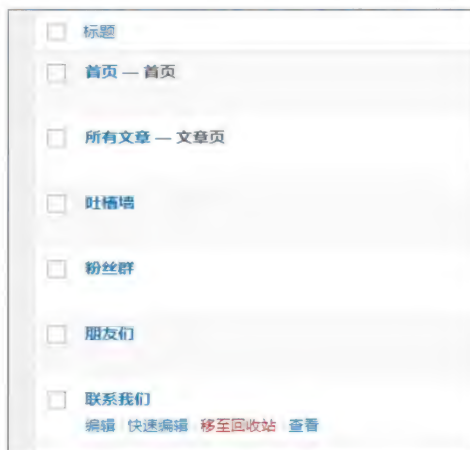 标题
首页 — 首页
所有文章 — 文章页
吐槽墙
粉丝群
朋友们
联系我们
编辑 | 快速编辑 | 移至回收站 | 查看